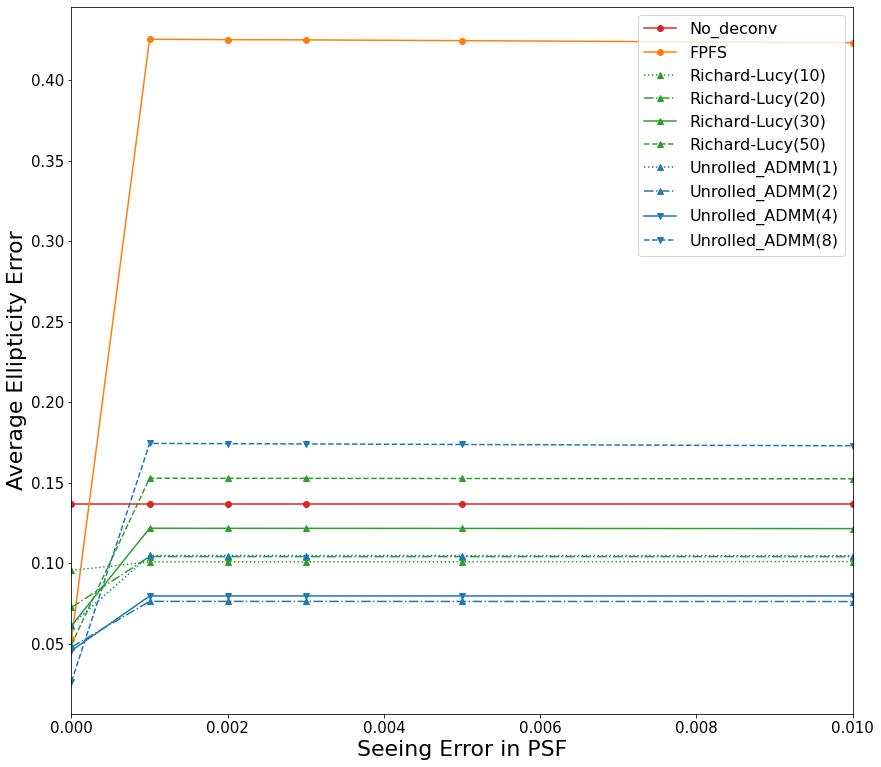 No_deconv
FPFS
Richard-Lucy(10)
Richard-Lucy(20)
Richard-Lucy(30)
Richard-Lucy(50)
Unrolled_ADMM(1)
Unrolled_ADMM(2)
Unrolled_ADMM(4)
Unrolled_ADMM(8)
Average Ellipticity Error
0.40
0.35
0.30
0.25
0.20
0.15
0.10
0.05
0.000 0.002 0.004 0.006 0.008 0.010
Seeing Error in PSF